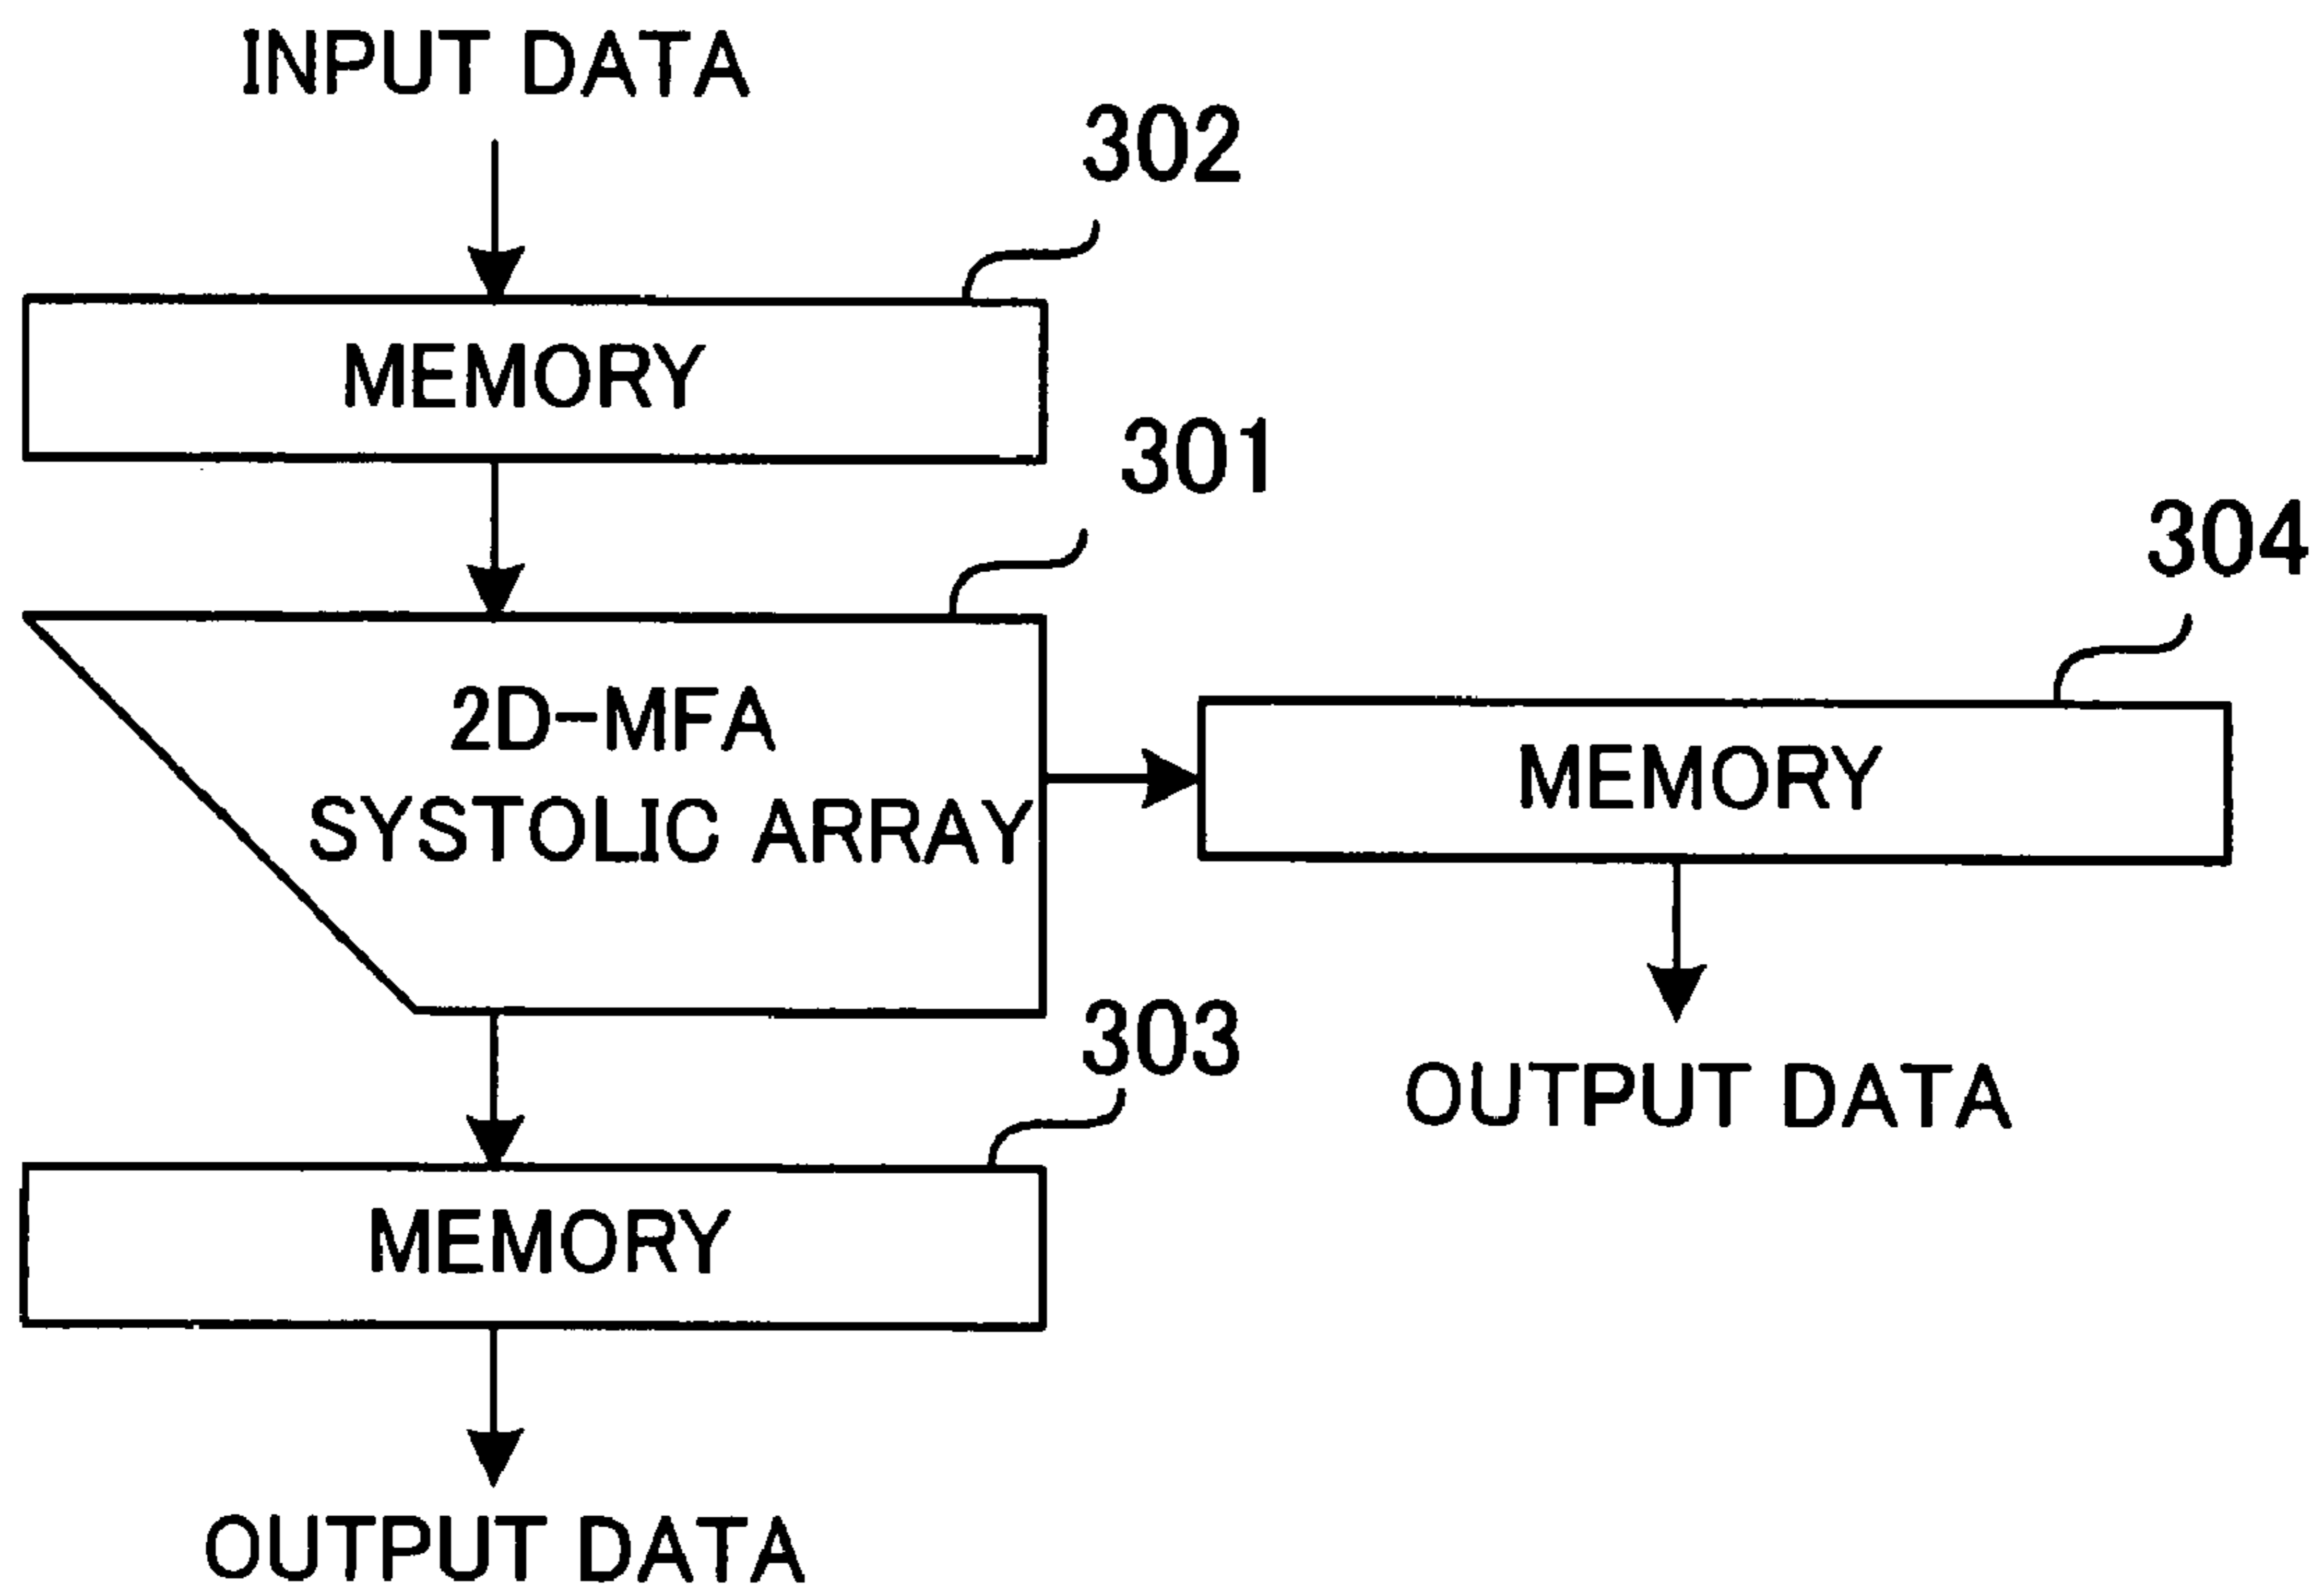 INPUT DATA
302
MEMORY
301
304
2D-MFA
SYSTOLIC ARRAY
MEMORY
303
OUTPUT DATA
MEMORY
OUTPUT DATA